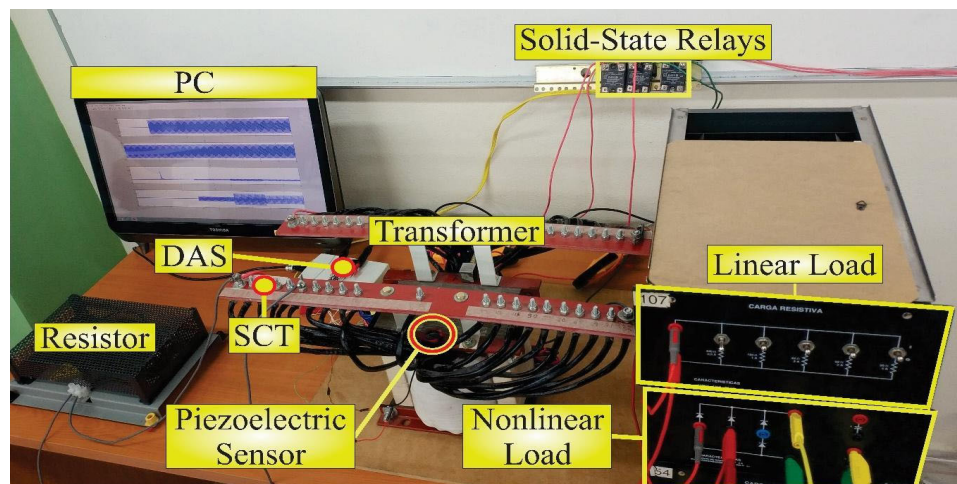 Solid-State Relays
PC
TOSHIBA
Transformer
DAS
Linear Load
107
CARGA RESISTIVA
SCT
Resistor
CARACTERISTICAS
Piezoelectric
Sensor
Nonlinear
Load
54